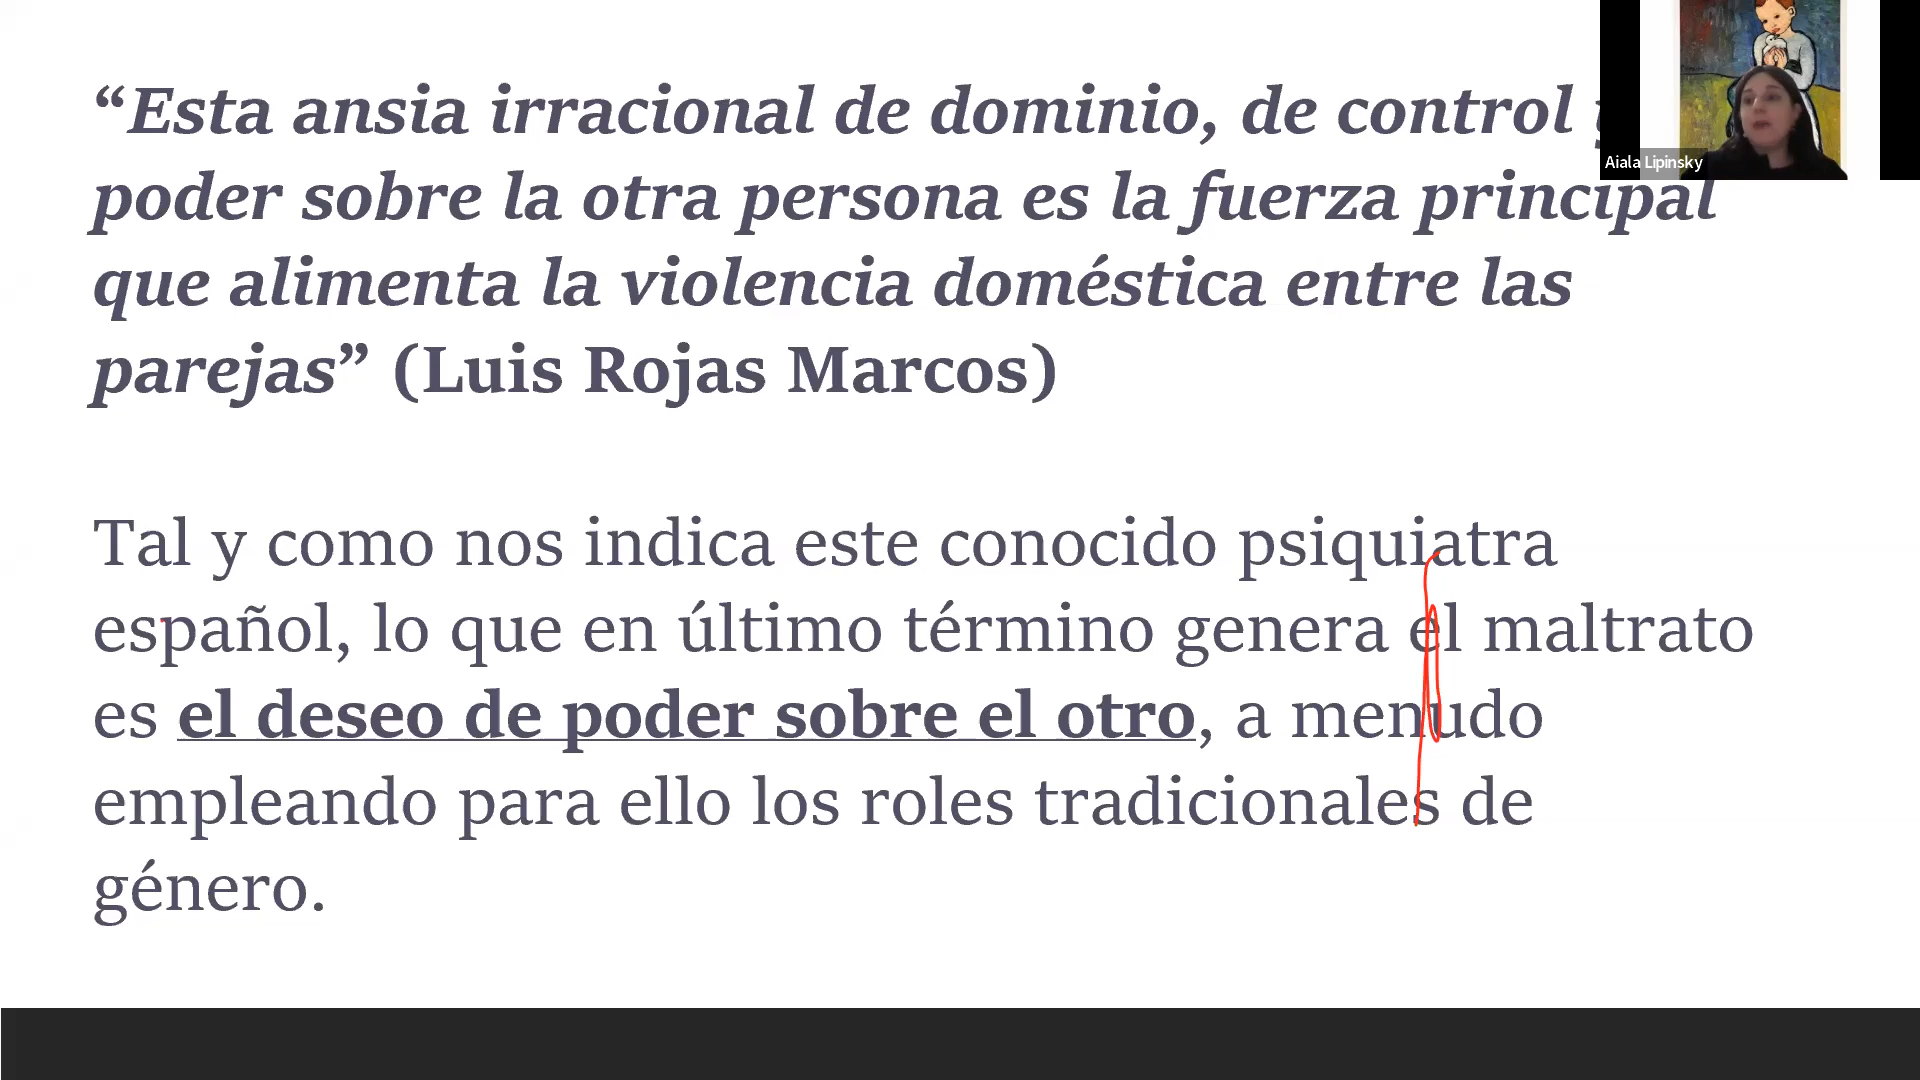 “Esta ansia irracional de dominio, de control y
poder sobre la otra persona es la fuerza principal
que alimenta la violencia doméstica entre las
parejas” (Luis Rojas Marcos)
Tal y como nos indica este conocido psiquiatra
español, lo que en último término genera el maltrato
es el deseo de poder sobre el otro, a menudo
empleando para ello los roles tradicionales de
género.
Aiala Lipinsky